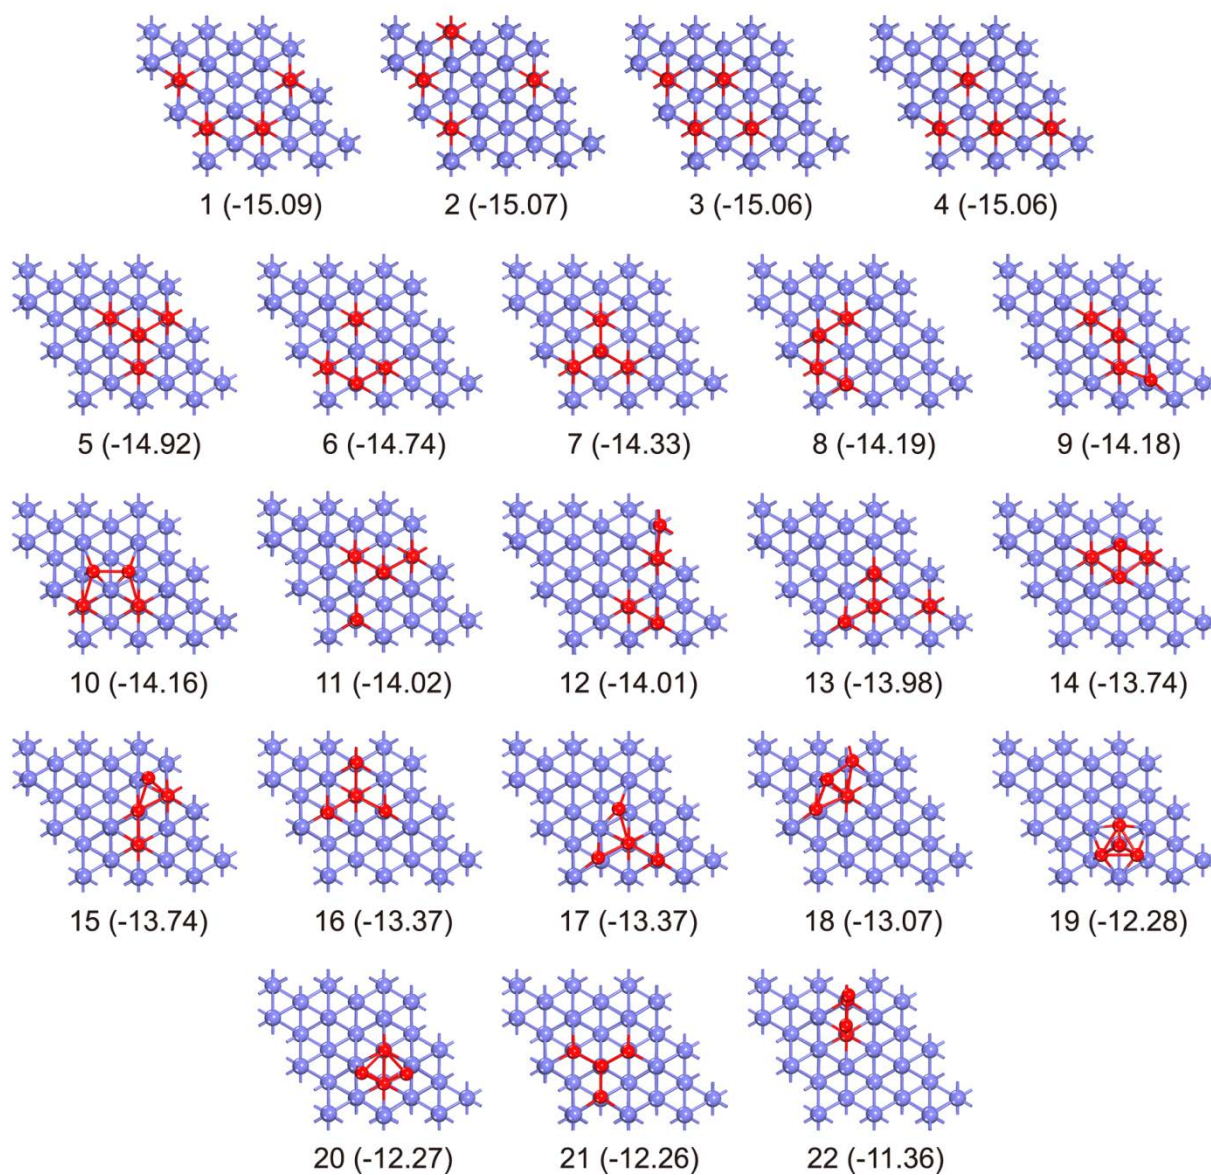 1 (-15.09) 2 (-15.07) 3 (-15.06) 4 (-15.06)
5 (-14.92) 6 (-14.74) 7 (-14.33) 8 (-14.19) 9 (-14.18)
10 (-14.16) 11 (-14.02) 12 (-14.01) 13 (-13.98) 14 (-13.74)
15 (-13.74) 16 (-13.37) 17 (-13.37) 18 (-13.07) 19 (-12.28)
20 (-12.27) 21 (-12.26) 22 (-11.36)